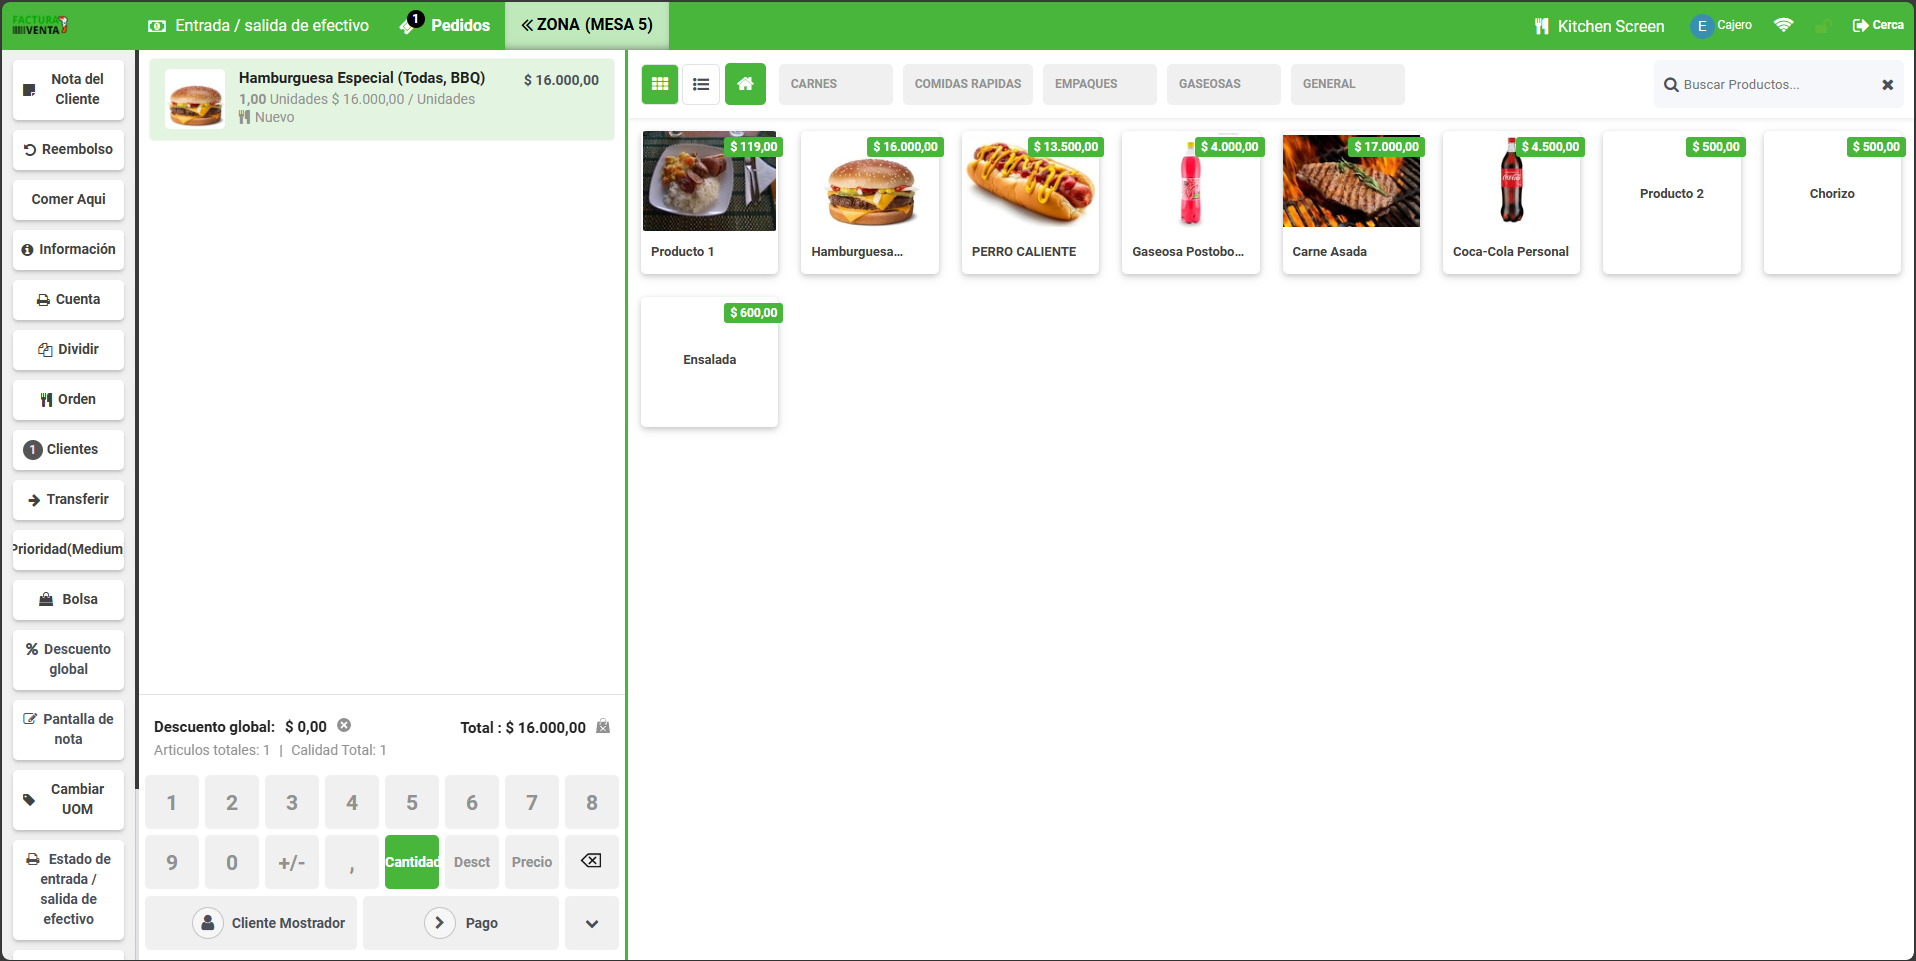 FACTURA
VENTA
Entrada / salida de efectivo
1
Pedidos
ZONA (MESA 5)
Kitchen Screen
E
Cajero
Cerca
Nota del
Cliente
Reembolso
Comer Aqui
Información
Cuenta
Dividir
Orden
1 Clientes
Transferir
Prioridad(Medium
Bolsa
Descuento
global
Pantalla de
nota
Cambiar
UOM
Estado de
entrada /
salida de
efectivo
Hamburguesa Especial (Todas, BBQ)
$ 16.000,00
1,00 Unidades $ 16.000,00 / Unidades
Nuevo
Descuento global: $ 0,00
Total : $ 16.000,00
Articulos totales: 1 | Calidad Total: 1
1 2 3 4 5 6 7 8
9 0 +/- , Cantidad Desct Precio
Cliente Mostrador
Pago
CARNES
COMIDAS RAPIDAS
EMPAQUES
GASEOSAS
GENERAL
Buscar Productos...
$ 119,00
Producto 1
$ 16.000,00
Hamburguesa...
$ 13.500,00
PERRO CALIENTE
$ 4.000,00
Gaseosa Postobo...
$ 17.000,00
Carne Asada
$ 4.500,00
Coca-Cola Personal
$ 500,00
Producto 2
$ 500,00
Chorizo
$ 600,00
Ensalada